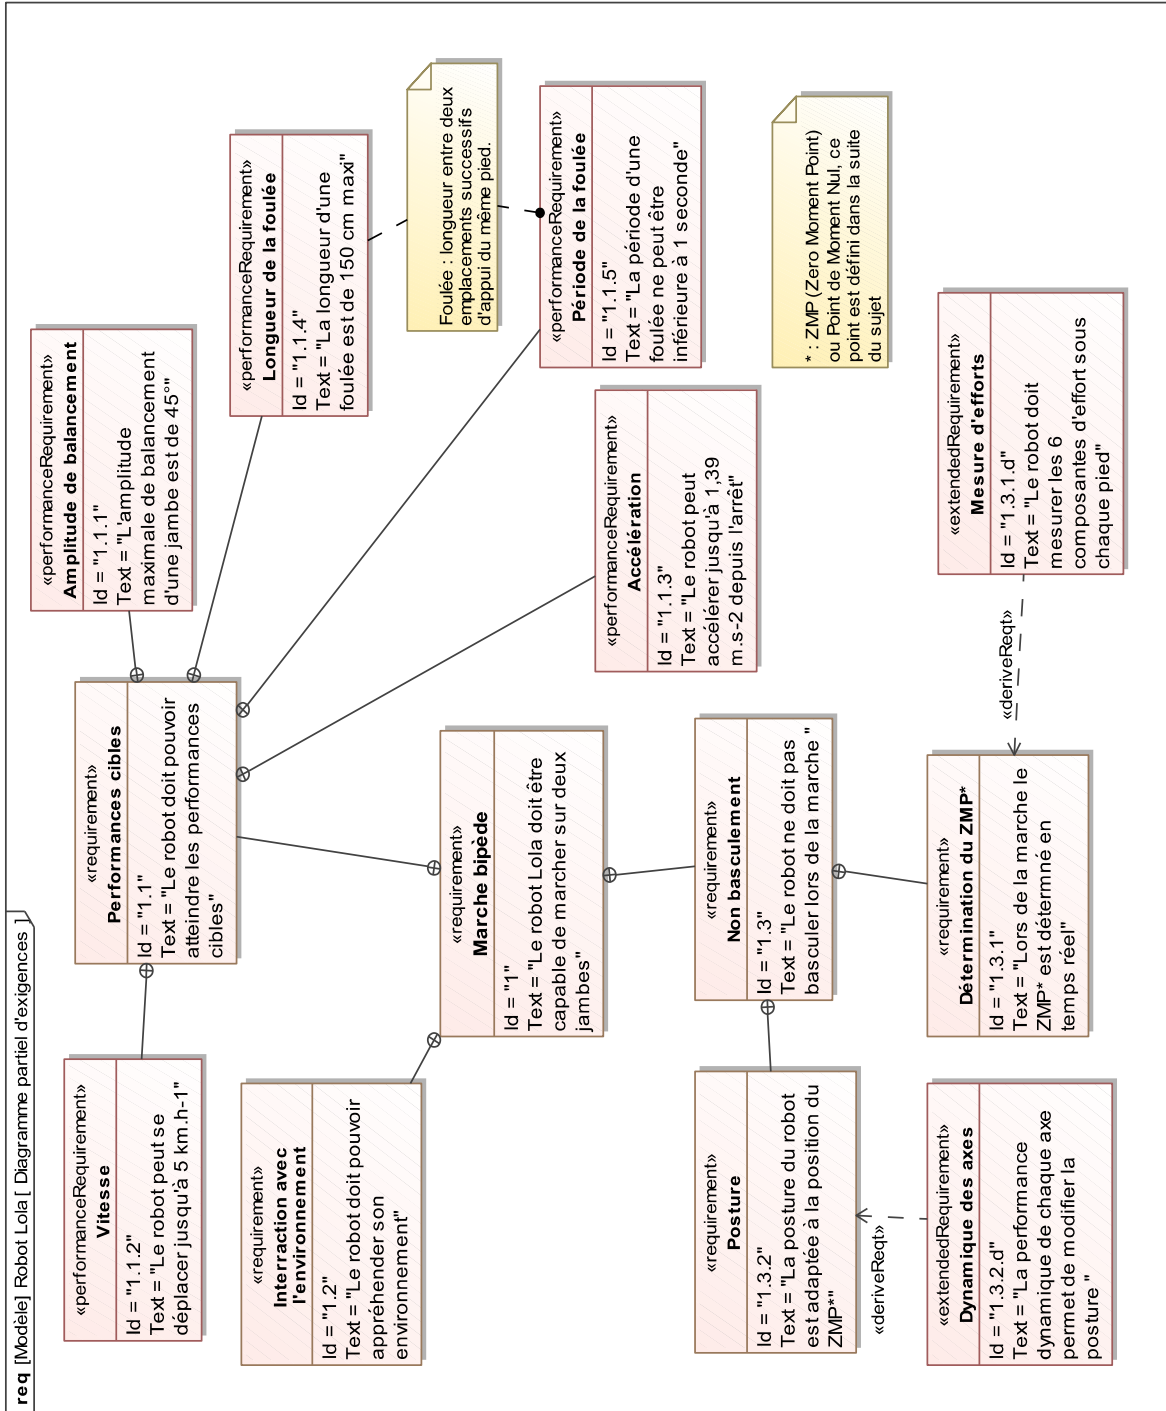 req [Modèle] Robot Lola [ Diagramme partiel d'exigences ]
«performanceRequirement»
Vitesse
Id = "1.1.2"
Text = "Le robot peut se
déplacer jusqu'à 5 km.h-1"
«requirement»
Performances cibles
Id = "1.1"
Text = "Le robot doit pouvoir
atteindre les performances
cibles"
«performanceRequirement»
Amplitude de balancement
Id = "1.1.1"
Text = "L'amplitude
maximale de balancement
d'une jambe est de 45°"
«performanceRequirement»
Longueur de la foulée
Id = "1.1.4"
Text = "La longueur d'une
foulée est de 150 cm maxi"
Foulée : longueur entre deux
emplacements successifs
d'appui du même pied.
«performanceRequirement»
Période de la foulée
Id = "1.1.5"
Text = "La période d'une
foulée ne peut être
inférieure à 1 seconde"
«performanceRequirement»
Accélération
Id = "1.1.3"
Text = "Le robot peut
accélérer jusqu'à 1,39
m.s-2 depuis l'arrêt"
«requirement»
Interraction avec
l'environnement
Id = "1.2"
Text = "Le robot doit pouvoir
appréhender son
environnement"
«requirement»
Marche bipède
Id = "1"
Text = "Le robot Lola doit être
capable de marcher sur deux
jambes"
«requirement»
Posture
Id = "1.3.2"
Text = "La posture du robot
est adaptée à la position du
ZMP*"
«requirement»
Non basculement
Id = "1.3"
Text = "Le robot ne doit pas
basculer lors de la marche "
* : ZMP (Zero Moment Point)
ou Point de Moment Nul, ce
point est défini dans la suite
du sujet
«deriveReqt»
«extendedRequirement»
Dynamique des axes
Id = "1.3.2.d"
Text = "La performance
dynamique de chaque axe
permet de modifier la
posture "
«requirement»
Détermination du ZMP*
Id = "1.3.1"
Text = "Lors de la marche le
ZMP* est déterminé en
temps réel"
«deriveReqt»
«extendedRequirement»
Mesure d'efforts
Id = "1.3.1.d"
Text = "Le robot doit
mesurer les 6
composantes d'effort sous
chaque pied"